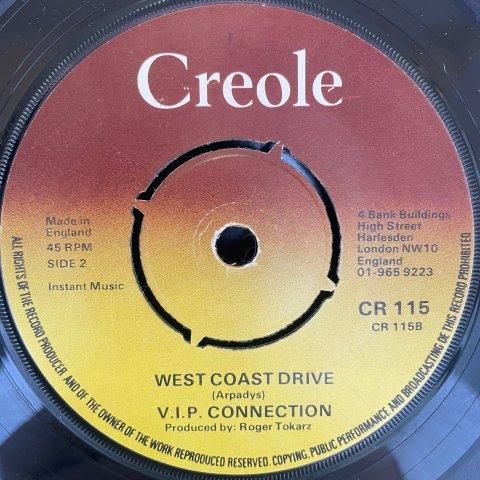 Creole
Made in
England
45 RPM
SIDE 2
Instant Music
4 Bank Buildings
High Street
Harlesden
London NW10
England
01-965 9223
CR 115
CR 115B
WEST COAST DRIVE
(Arpadys)
V.I.P. CONNECTION
Produced by: Roger Tokarz
ALL RIGHTS OF THE RECORD PRODUCER AND OF THE OWNER OF THE WORK REPRODUCED RESERVED. COPYING, PUBLIC PERFORMANCE AND BROADCASTING OF THIS RECORD PROHIBITED